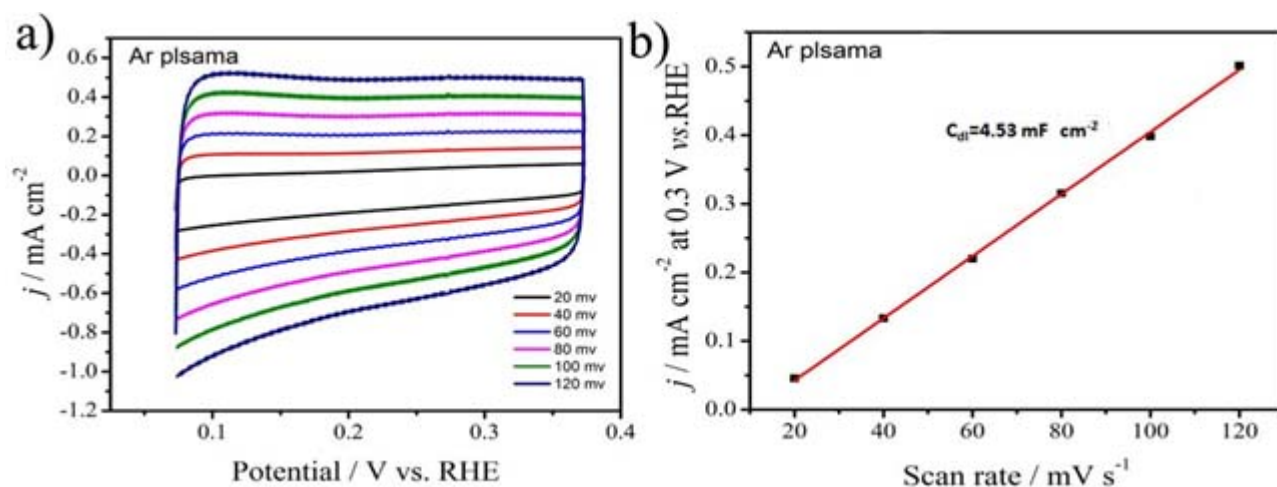 a)
Ar plsama
0.6
0.4
0.2
0.0
-0.2
-0.4
-0.6
-0.8
-1.0
-1.2
j / mA cm⁻²
20 mv
40 mv
60 mv
80 mv
100 mv
120 mv
0.1 0.2 0.3 0.4
Potential / V vs. RHE
b)
Ar plsama
0.5
0.4
0.3
0.2
0.1
0.0
j / mA cm⁻² at 0.3 V vs.RHE
Cdl=4.53 mF cm⁻²
20 40 60 80 100 120
Scan rate / mV s⁻¹